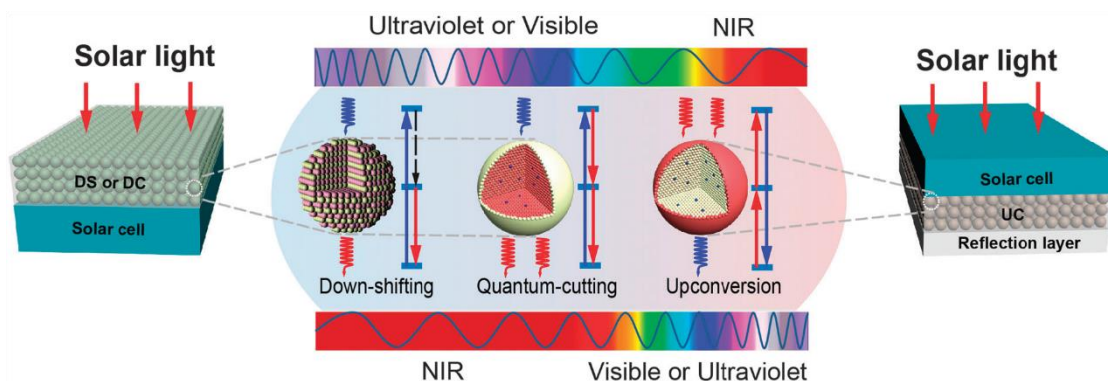 Ultraviolet or Visible
NIR
Solar light
Solar light
DS or DC
Solar cell
Solar cell
UC
Reflection layer
Down-shifting
Quantum-cutting
Upconversion
NIR
Visible or Ultraviolet